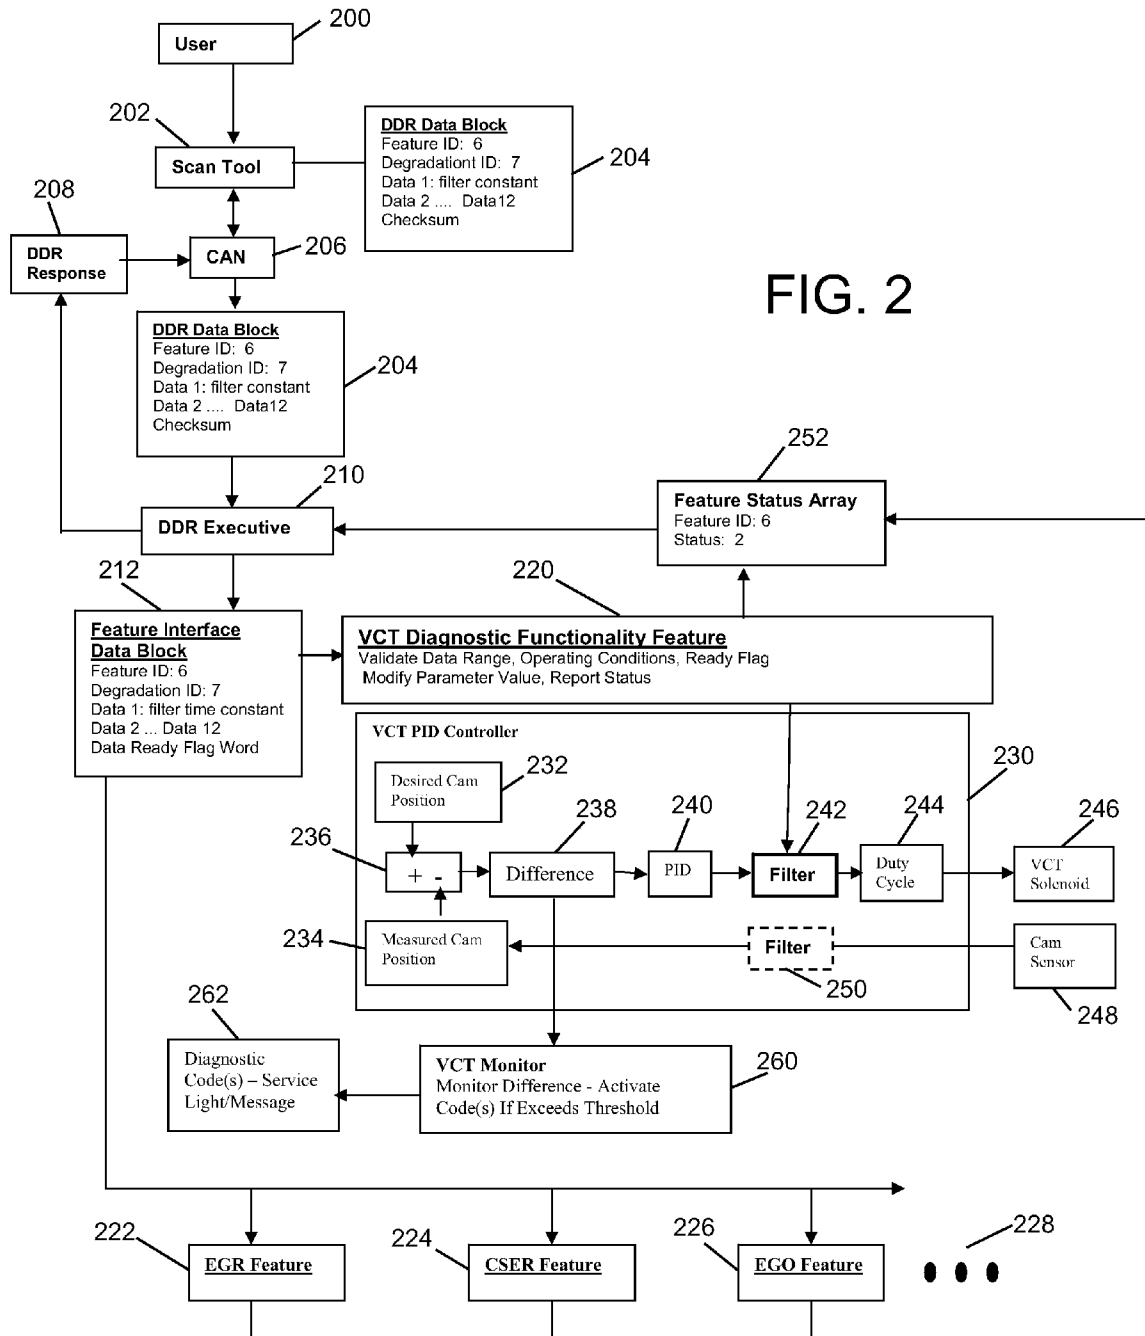 200
User
202
Scan Tool
DDR Data Block
Feature ID: 6
Degradationt ID: 7
Data 1: filter constant
Data 2 .... Data12
Checksum
204
208
DDR
Response
CAN
206
FIG. 2
DDR Data Block
Feature ID: 6
Degradation ID: 7
Data 1: filter constant
Data 2 .... Data12
Checksum
204
210
DDR Executive
252
Feature Status Array
Feature ID: 6
Status: 2
212
Feature Interface
Data Block
Feature ID: 6
Degradation ID: 7
Data 1: filter time constant
Data 2 ... Data 12
Data Ready Flag Word
220
VCT Diagnostic Functionality Feature
Validate Data Range, Operating Conditions, Ready Flag
Modify Parameter Value, Report Status
VCT PID Controller
230
Desired Cam
Position
232
236
+ -
238
Difference
240
PID
242
Filter
244
Duty
Cycle
246
VCT
Solenoid
234
Measured Cam
Position
Filter
250
Cam
Sensor
248
262
Diagnostic
Code(s) – Service
Light/Message
VCT Monitor
Monitor Difference - Activate
Code(s) If Exceeds Threshold
260
222
EGR Feature
224
CSER Feature
226
EGO Feature
228